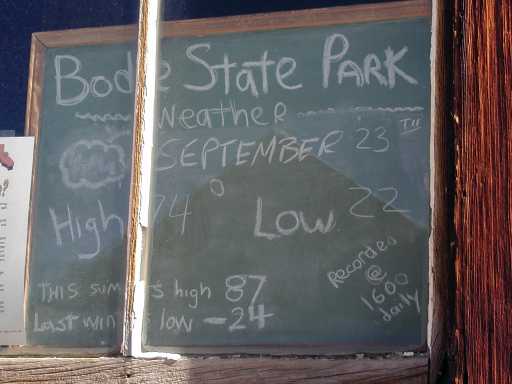 Bodie State Park
Weather
SEPTEMBER 23 TH
High 74° Low 22
THIS SUMMER'S high 87
Last winter's low -24
Recorded
@
1600
daily